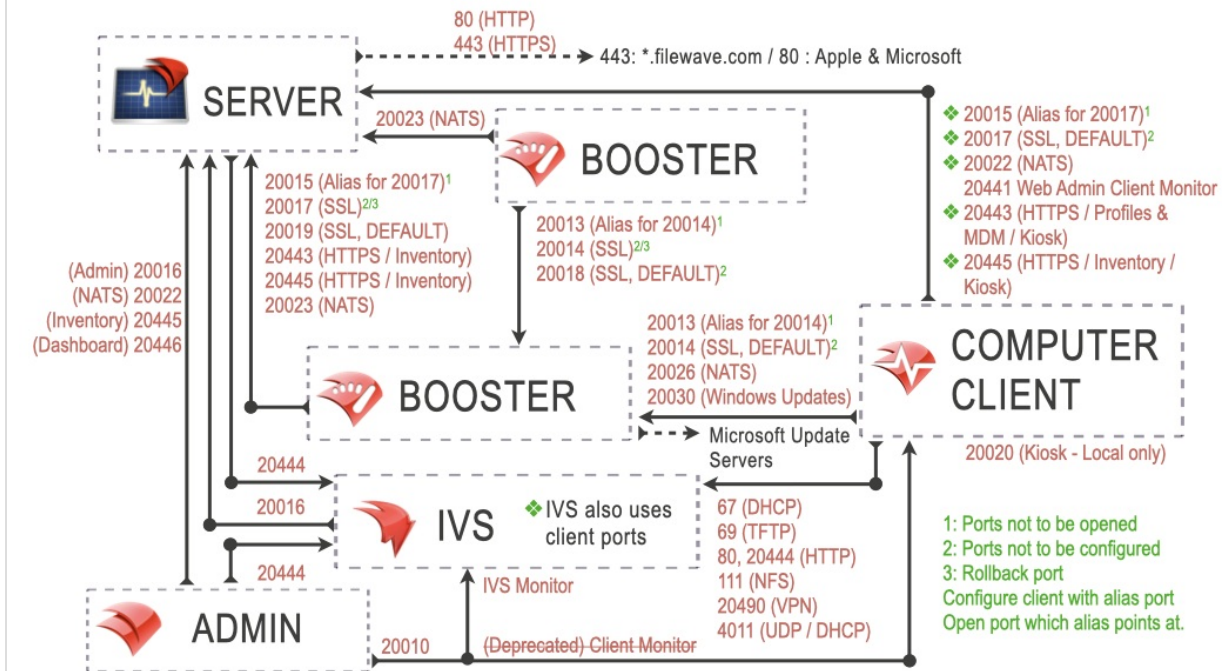 80 (HTTP)
443 (HTTPS)
443: *.filewave.com / 80 : Apple & Microsoft
SERVER
20023 (NATS)
BOOSTER
20015 (Alias for 20017)¹
20017 (SSL, DEFAULT)²
20022 (NATS)
20441 Web Admin Client Monitor
20443 (HTTPS / Profiles &
MDM / Kiosk)
20445 (HTTPS / Inventory /
Kiosk)
20015 (Alias for 20017)¹
20017 (SSL)²/³
20019 (SSL, DEFAULT)
20443 (HTTPS / Inventory)
20445 (HTTPS / Inventory)
20023 (NATS)
20013 (Alias for 20014)¹
20014 (SSL)²/³
20018 (SSL, DEFAULT)²
(Admin) 20016
(NATS) 20022
(Inventory) 20445
(Dashboard) 20446
BOOSTER
20013 (Alias for 20014)¹
20014 (SSL, DEFAULT)²
20026 (NATS)
20030 (Windows Updates)
COMPUTER
CLIENT
Microsoft Update
Servers
20020 (Kiosk - Local only)
20444
20016
20444
IVS
IVS also uses
client ports
67 (DHCP)
69 (TFTP)
80, 20444 (HTTP)
111 (NFS)
20490 (VPN)
4011 (UDP / DHCP)
1: Ports not to be opened
2: Ports not to be configured
3: Rollback port
Configure client with alias port
Open port which alias points at.
IVS Monitor
ADMIN
20010
(Deprecated) Client Monitor